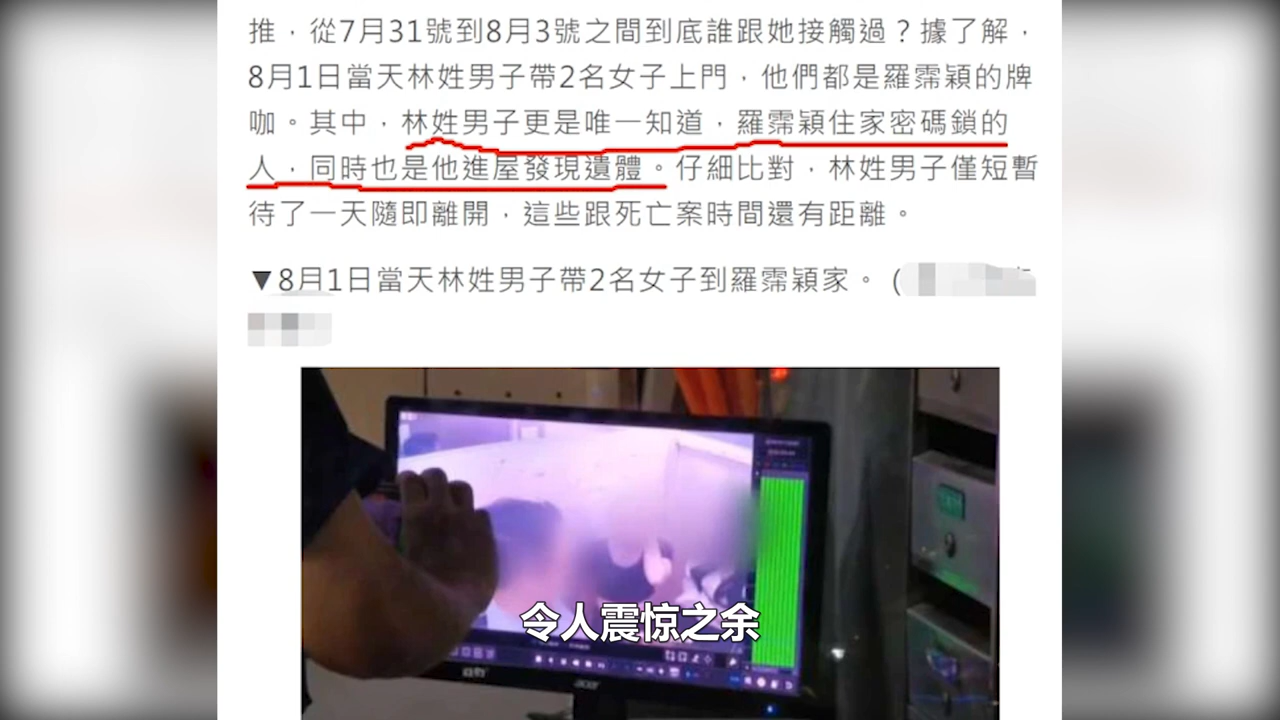 推，從7月31號到8月3號之間到底誰跟她接觸過？據了解，
8月1日當天林姓男子帶2名女子上門，他們都是羅霈穎的牌
咖。其中，林姓男子更是唯一知道，羅霈穎住家密碼鎖的
人，同時也是他進屋發現遺體。仔細比對，林姓男子僅短暫
待了一天隨即離開，這些跟死亡案時間還有距離。
▼8月1日當天林姓男子帶2名女子到羅霈穎家。（
令人震惊之余
acer